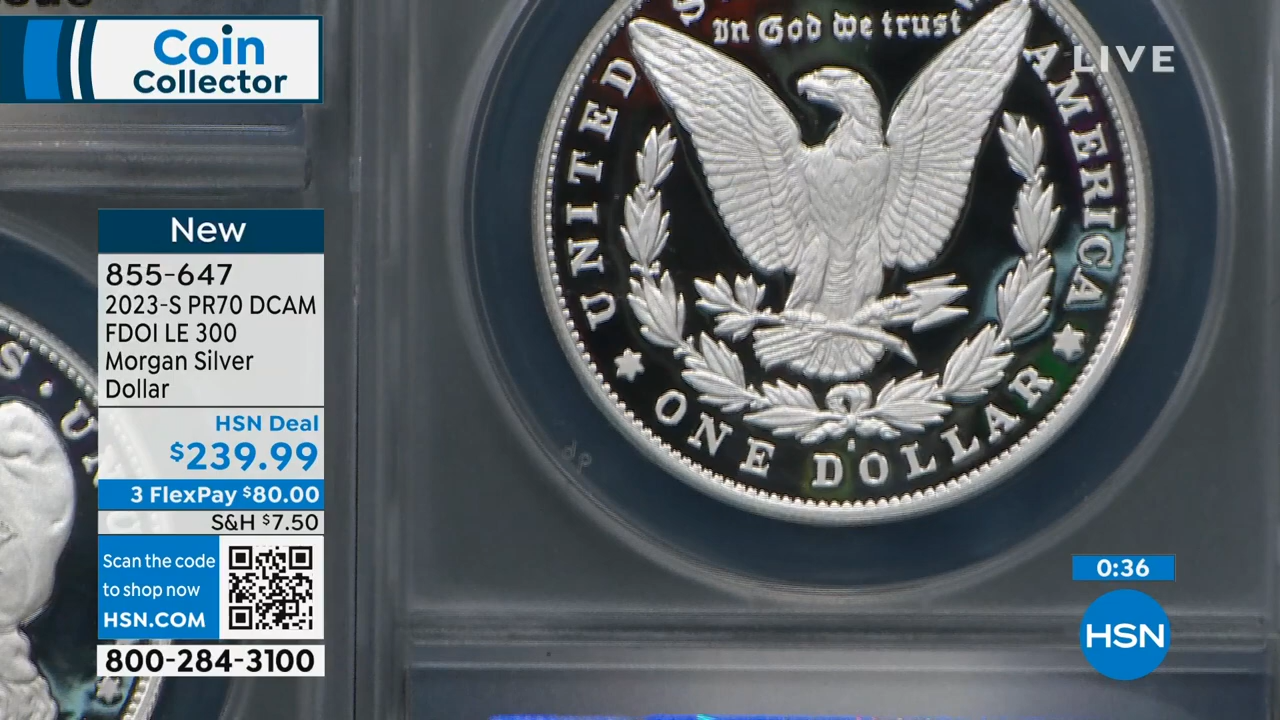 Coin
Collector
LIVE
In God we trust
UNITED S
AMERICA
ONE DOLLAR
S · UN
New
855-647
2023-S PR70 DCAM
FDOI LE 300
Morgan Silver
Dollar
HSN Deal
$239.99
3 FlexPay $80.00
S&H $7.50
Scan the code
to shop now
HSN.COM
800-284-3100
0:36
HSN